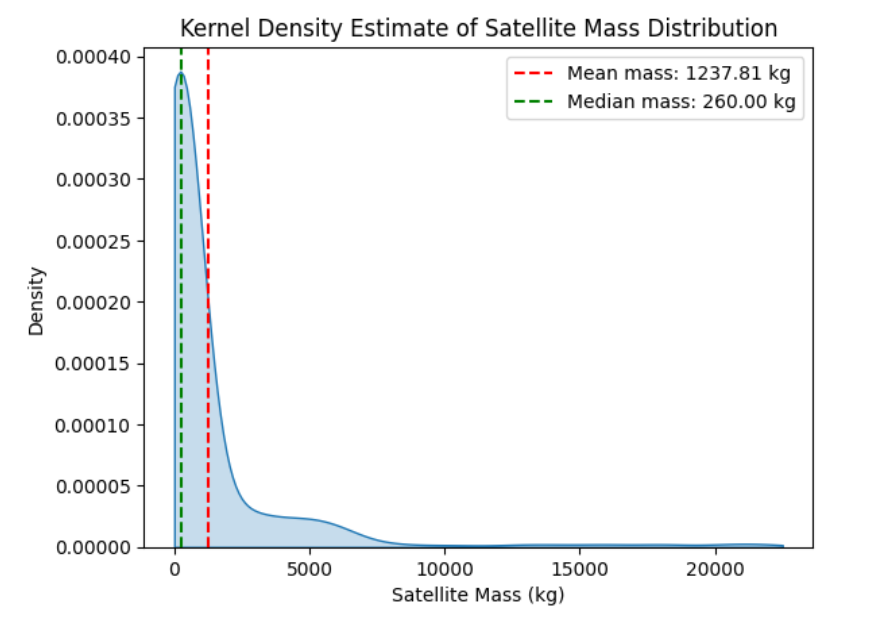 Kernel Density Estimate of Satellite Mass Distribution
Mean mass: 1237.81 kg
Median mass: 260.00 kg
Density
0.00040
0.00035
0.00030
0.00025
0.00020
0.00015
0.00010
0.00005
0.00000
0 5000 10000 15000 20000
Satellite Mass (kg)